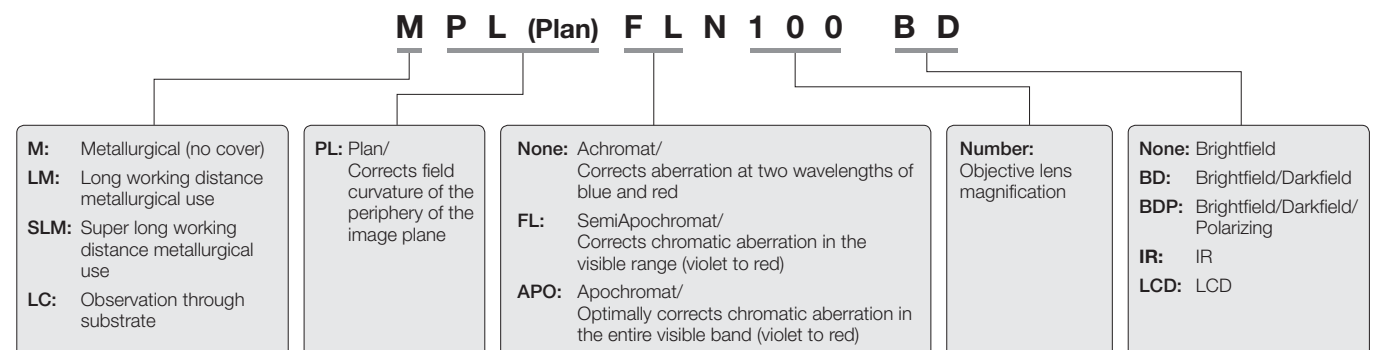 M P L (Plan) F L N 1 0 0 B D
M: Metallurgical (no cover)
LM: Long working distance
metallurgical use
SLM: Super long working
distance metallurgical
use
LC: Observation through
substrate
PL: Plan/
Corrects field
curvature of the
periphery of the
image plane
None: Achromat/
Corrects aberration at two wavelengths of
blue and red
FL: SemiApochromat/
Corrects chromatic aberration in the
visible range (violet to red)
APO: Apochromat/
Optimally corrects chromatic aberration in
the entire visible band (violet to red)
Number:
Objective lens
magnification
None: Brightfield
BD: Brightfield/Darkfield
BDP: Brightfield/Darkfield/
Polarizing
IR: IR
LCD: LCD